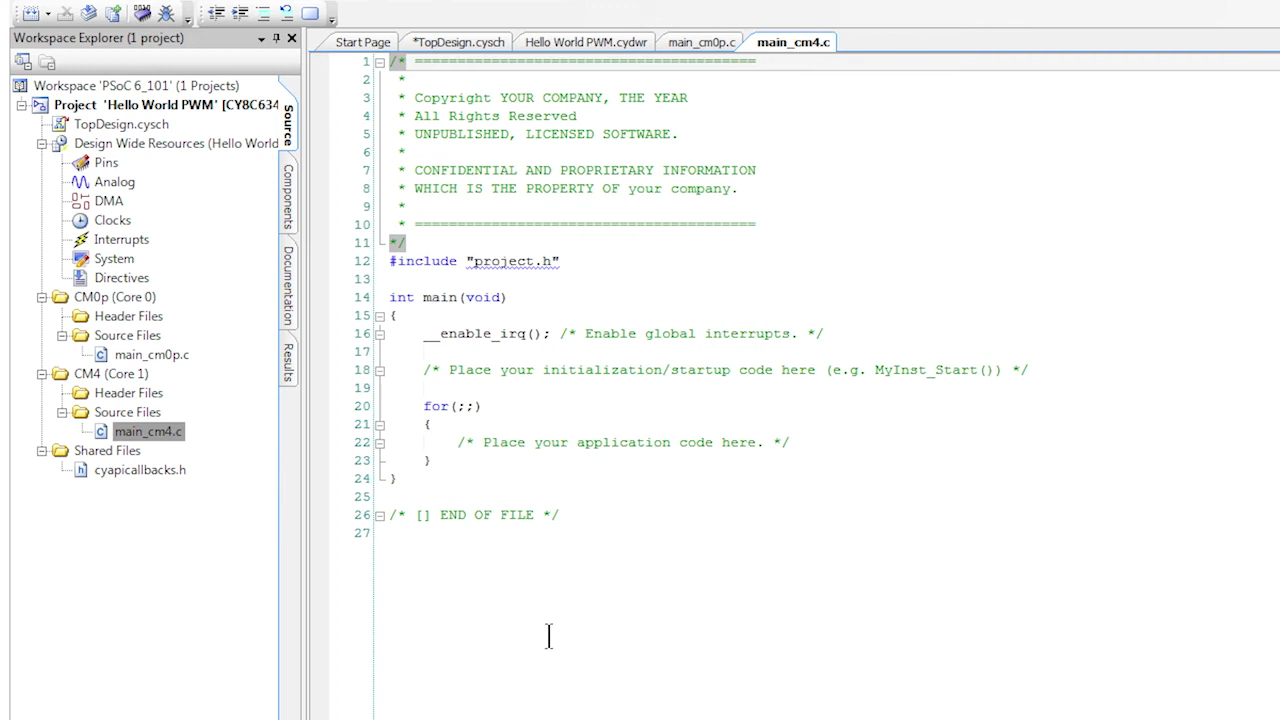 Workspace Explorer (1 project)
Workspace 'PSoC 6_101' (1 Projects)
Project 'Hello World PWM' [CY8C634
TopDesign.cysch
Design Wide Resources (Hello World
Pins
Analog
DMA
Clocks
Interrupts
System
Directives
CM0p (Core 0)
Header Files
Source Files
main_cm0p.c
CM4 (Core 1)
Header Files
Source Files
main_cm4.c
Shared Files
cyapicallbacks.h
Source
Components
Documentation
Results
Start Page
*TopDesign.cysch
Hello World PWM.cydwr
main_cm0p.c
main_cm4.c
1 /* ========================================
2 *
3 * Copyright YOUR COMPANY, THE YEAR
4 * All Rights Reserved
5 * UNPUBLISHED, LICENSED SOFTWARE.
6 *
7 * CONFIDENTIAL AND PROPRIETARY INFORMATION
8 * WHICH IS THE PROPERTY OF your company.
9 *
10 * ========================================
11 */
12 #include "project.h"
13
14 int main(void)
15 {
16 __enable_irq(); /* Enable global interrupts. */
17
18 /* Place your initialization/startup code here (e.g. MyInst_Start()) */
19
20 for(;;)
21 {
22 /* Place your application code here. */
23 }
24 }
25
26 /* [] END OF FILE */
27